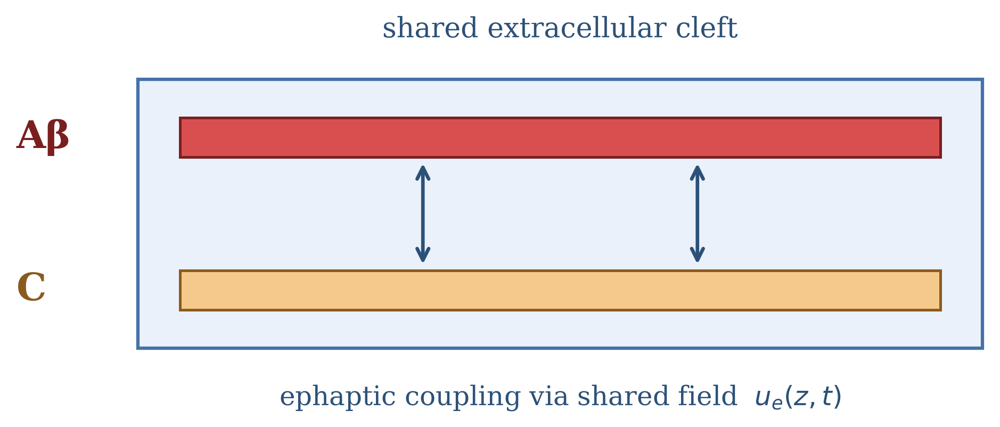 shared extracellular cleft
Aβ
C
ephaptic coupling via shared field $u_e(z, t)$